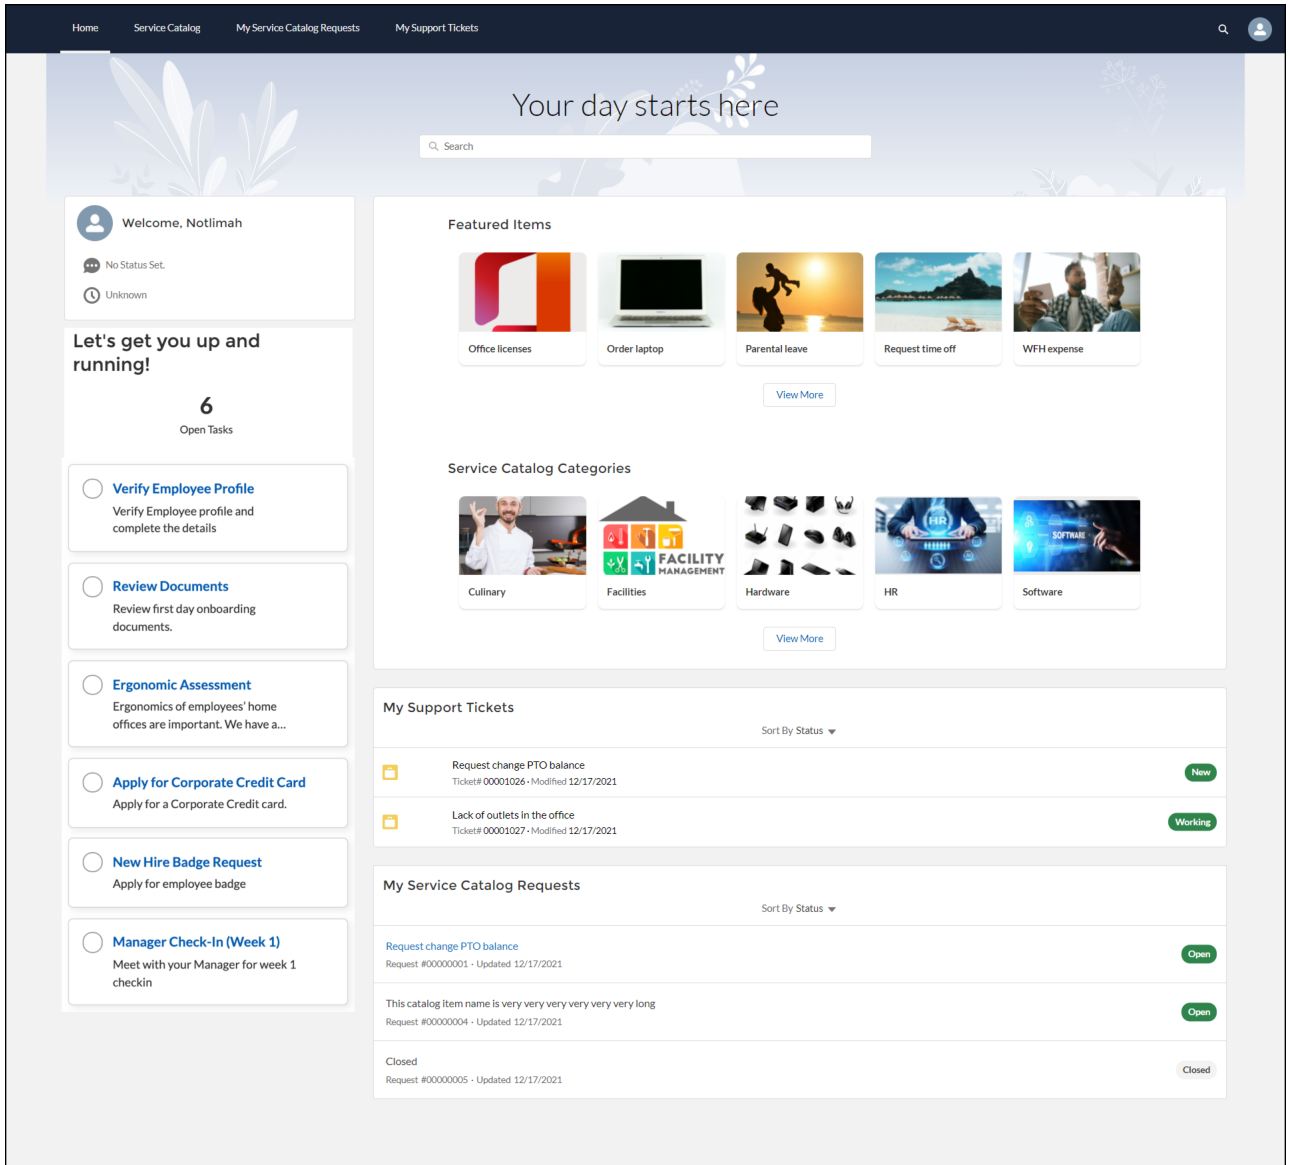 Home Service Catalog My Service Catalog Requests My Support Tickets
Your day starts here
Search
Welcome, Notlimah
No Status Set.
Unknown
Let's get you up and
running!
6
Open Tasks
Verify Employee Profile
Verify Employee profile and
complete the details
Review Documents
Review first day onboarding
documents.
Ergonomic Assessment
Ergonomics of employees' home
offices are important. We have a...
Apply for Corporate Credit Card
Apply for a Corporate Credit card.
New Hire Badge Request
Apply for employee badge
Manager Check-In (Week 1)
Meet with your Manager for week 1
checkin
Featured Items
Office licenses
Order laptop
Parental leave
Request time off
WFH expense
View More
Service Catalog Categories
FACILITY
MANAGEMENT
HR
SOFTWARE
Culinary
Facilities
Hardware
HR
Software
View More
My Support Tickets
Sort By Status
Request change PTO balance
Ticket# 00001026 • Modified 12/17/2021
New
Lack of outlets in the office
Ticket# 00001027 • Modified 12/17/2021
Working
My Service Catalog Requests
Sort By Status
Request change PTO balance
Request #00000001 • Updated 12/17/2021
Open
This catalog item name is very very very very very very long
Request #00000004 • Updated 12/17/2021
Open
Closed
Request #00000005 • Updated 12/17/2021
Closed